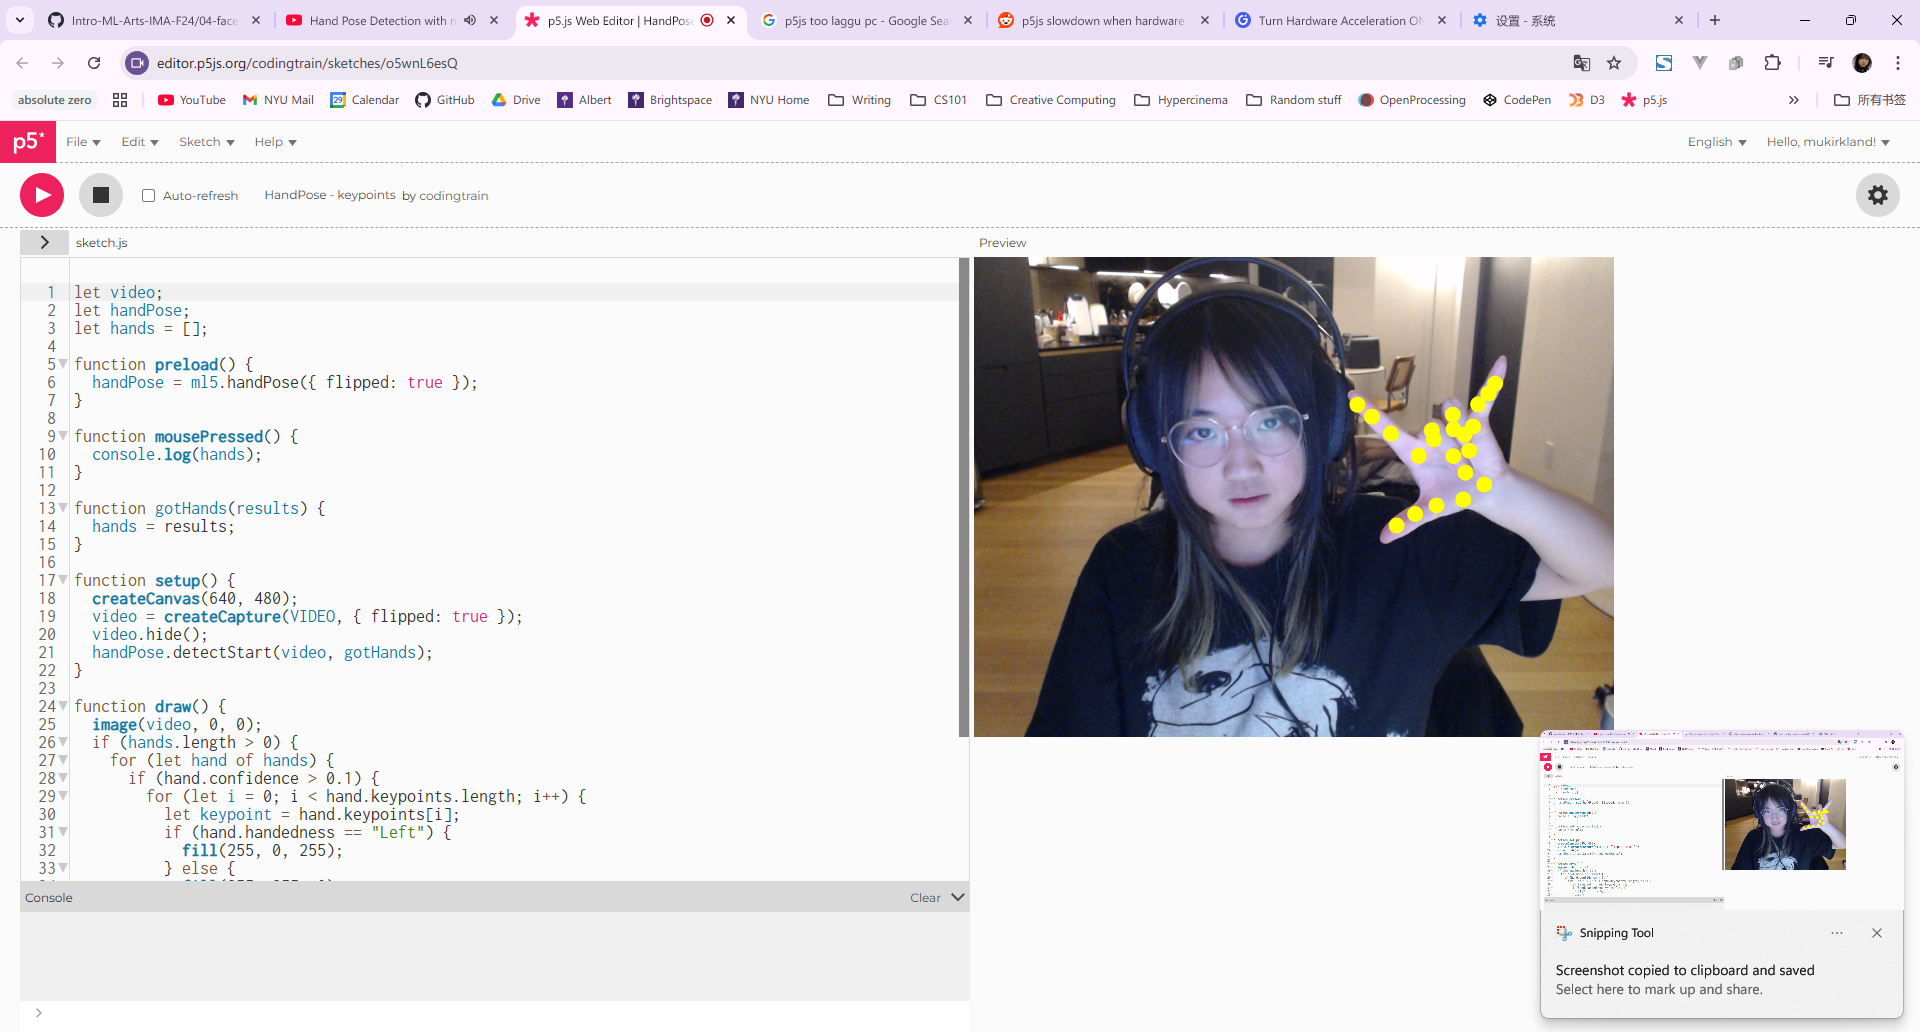 Intro-ML-Arts-IMA-F24/04-face
Hand Pose Detection with m
p5.js Web Editor | HandPose
p5js too laggu pc - Google Sea
p5js slowdown when hardware
Turn Hardware Acceleration ON
设置 - 系统
editor.p5js.org/codingtrain/sketches/o5wnL6esQ
absolute zero
YouTube
NYU Mail
Calendar
GitHub
Drive
Albert
Brightspace
NYU Home
Writing
CS101
Creative Computing
Hypercinema
Random stuff
OpenProcessing
CodePen
D3
p5.js
所有书签
p5*
File
Edit
Sketch
Help
English
Hello, mukirkland!
Auto-refresh
HandPose - keypoints by codingtrain
> sketch.js
Preview
1 let video;
2 let handPose;
3 let hands = [];
4
5 function preload() {
6 handPose = ml5.handPose({ flipped: true });
7 }
8
9 function mousePressed() {
10 console.log(hands);
11 }
12
13 function gotHands(results) {
14 hands = results;
15 }
16
17 function setup() {
18 createCanvas(640, 480);
19 video = createCapture(VIDEO, { flipped: true });
20 video.hide();
21 handPose.detectStart(video, gotHands);
22 }
23
24 function draw() {
25 image(video, 0, 0);
26 if (hands.length > 0) {
27 for (let hand of hands) {
28 if (hand.confidence > 0.1) {
29 for (let i = 0; i < hand.keypoints.length; i++) {
30 let keypoint = hand.keypoints[i];
31 if (hand.handedness == "Left") {
32 fill(255, 0, 255);
33 } else {
Console
Clear
>
Snipping Tool
Screenshot copied to clipboard and saved
Select here to mark up and share.